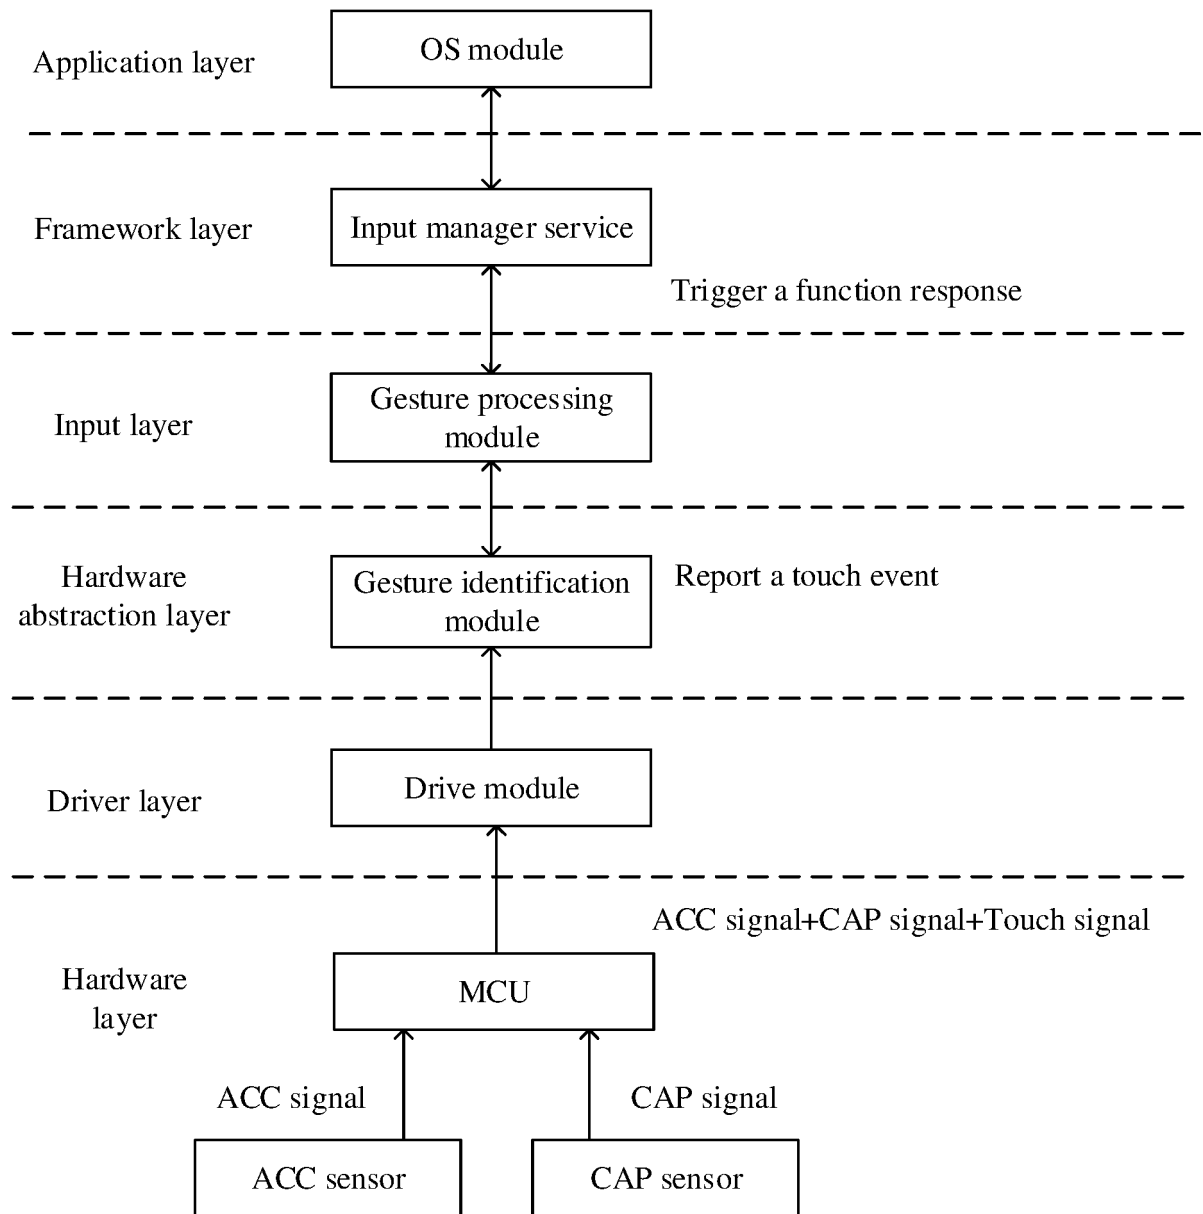 OS module
Application layer
Input manager service
Framework layer
Trigger a function response
Gesture processing
module
Input layer
Hardware
abstraction layer
Gesture identification
module
Report a touch event
Drive module
Driver layer
ACC signal+CAP signal+Touch signal
Hardware
layer
MCU
ACC signal
CAP signal
ACC sensor
CAP sensor